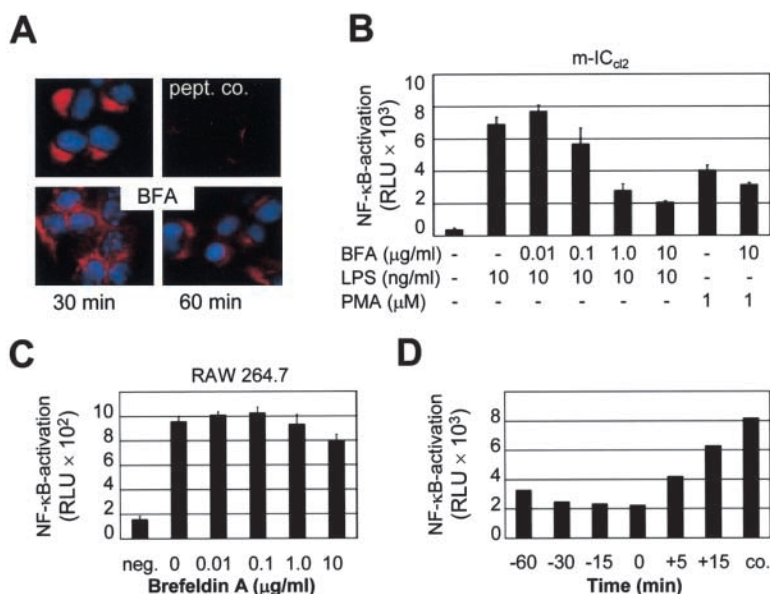 A
pept. co.
BFA
30 min
60 min
B
m-ICcl2
NF-κB-activation
(RLU × 10³)
10
8
6
4
2
0
BFA (μg/ml) - - 0.01 0.1 1.0 10 - 10
LPS (ng/ml) - 10 10 10 10 10 - -
PMA (μM) - - - - - - 1 1
C
RAW 264.7
NF-κB-activation
(RLU × 10²)
10
8
6
4
2
0
neg. 0 0.01 0.1 1.0 10
Brefeldin A (μg/ml)
D
NF-κB-activation
(RLU × 10³)
8
6
4
2
0
-60 -30 -15 0 +5 +15 co.
Time (min)